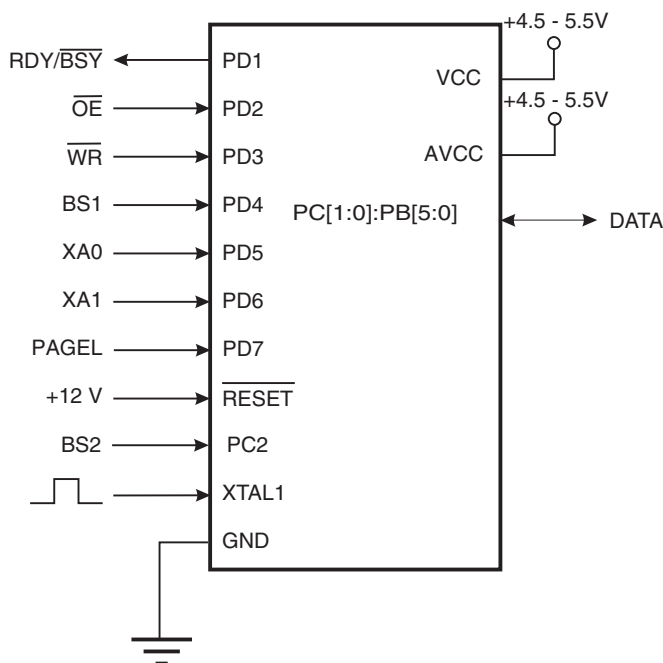 +4.5 - 5.5V
RDY/BSY PD1
VCC
OE PD2
+4.5 - 5.5V
WR PD3
AVCC
BS1 PD4
PC[1:0]:PB[5:0]
DATA
XA0 PD5
XA1 PD6
PAGEL PD7
+12 V RESET
BS2 PC2
XTAL1
GND